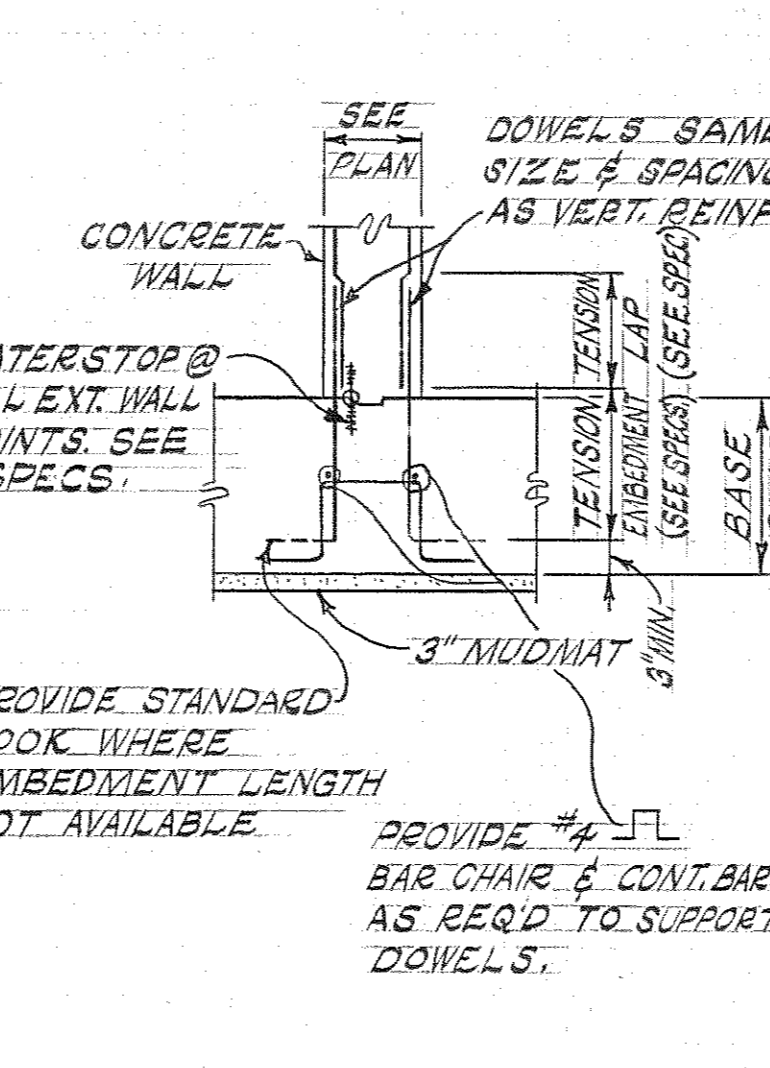 SEE
PLAN
DOWELS SAME
SIZE & SPACING
AS VERT. REINF
CONCRETE
WALL
ATERSTOP @
L EXT. WALL
INTS. SEE
SPECS.
TENSION
LAP
(SEE SPEC)
TENSION
EMBEDMENT
(SEE SPECS)
BASE
3" MIN.
3" MUDMAT
ROVIDE STANDARD
OOK WHERE
MBEDMENT LENGTH
OT AVAILABLE
PROVIDE #4
BAR CHAIR & CONT. BAR
AS REQ'D TO SUPPORT
DOWELS.